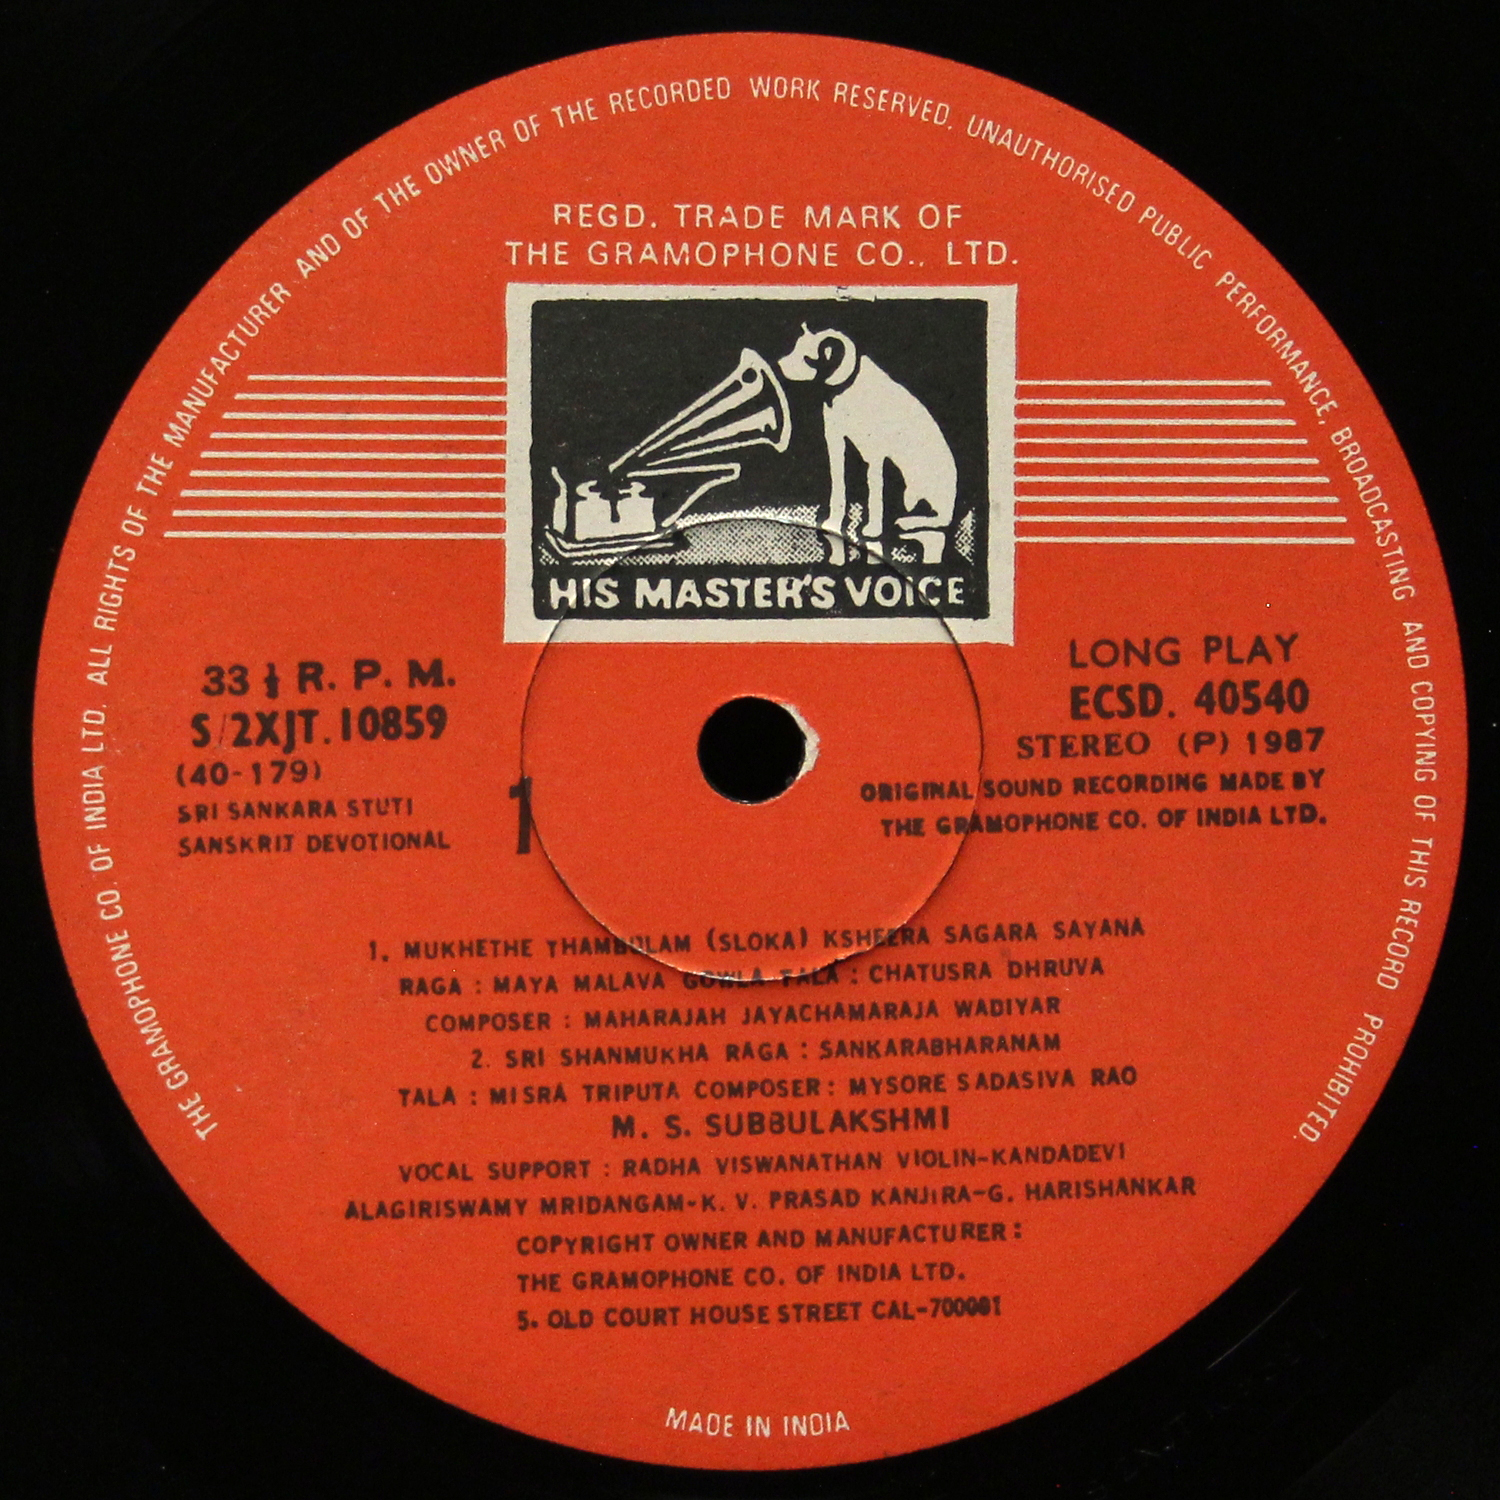 THE GRAMOPHONE CO. OF INDIA LTD. ALL RIGHTS OF THE MANUFACTURER AND OF THE OWNER OF THE RECORDED WORK RESERVED. UNAUTHORISED PUBLIC PERFORMANCE, BROADCASTING AND COPYING OF THIS RECORD PROHIBITED.
REGD. TRADE MARK OF
THE GRAMOPHONE CO., LTD.
HIS MASTER'S VOICE
33 ⅓ R. P. M.
S/2XJT.10859
(40-179)
SRI SANKARA STUTI
SANSKRIT DEVOTIONAL
1
LONG PLAY
ECSD. 40540
STEREO (P) 1987
ORIGINAL SOUND RECORDING MADE BY
THE GRAMOPHONE CO. OF INDIA LTD.
1. MUKHETHE THAMBULAM (SLOKA) KSHEERA SAGARA SAYANA
RAGA : MAYA MALAVA GOWLA TALA : CHATUSRA DHRUVA
COMPOSER : MAHARAJAH JAYACHAMARAJA WADIYAR
2. SRI SHANMUKHA RAGA : SANKARABHARANAM
TALA : MISRA TRIPUTA COMPOSER : MYSORE SADASIVA RAO
M. S. SUBBULAKSHMI
VOCAL SUPPORT : RADHA VISWANATHAN VIOLIN-KANDADEVI
ALAGIRISWAMY MRIDANGAM-K. V. PRASAD KANJIRA-G. HARISHANKAR
COPYRIGHT OWNER AND MANUFACTURER :
THE GRAMOPHONE CO. OF INDIA LTD.
5. OLD COURT HOUSE STREET CAL-700001
MADE IN INDIA